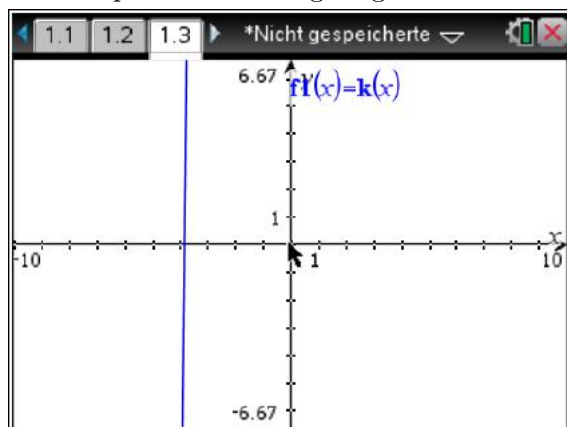 1.1 1.2 1.3 *Nicht gespeicherte
6.67 y
f1(x)=k(x)
1
x
-10 1 10
-6.67